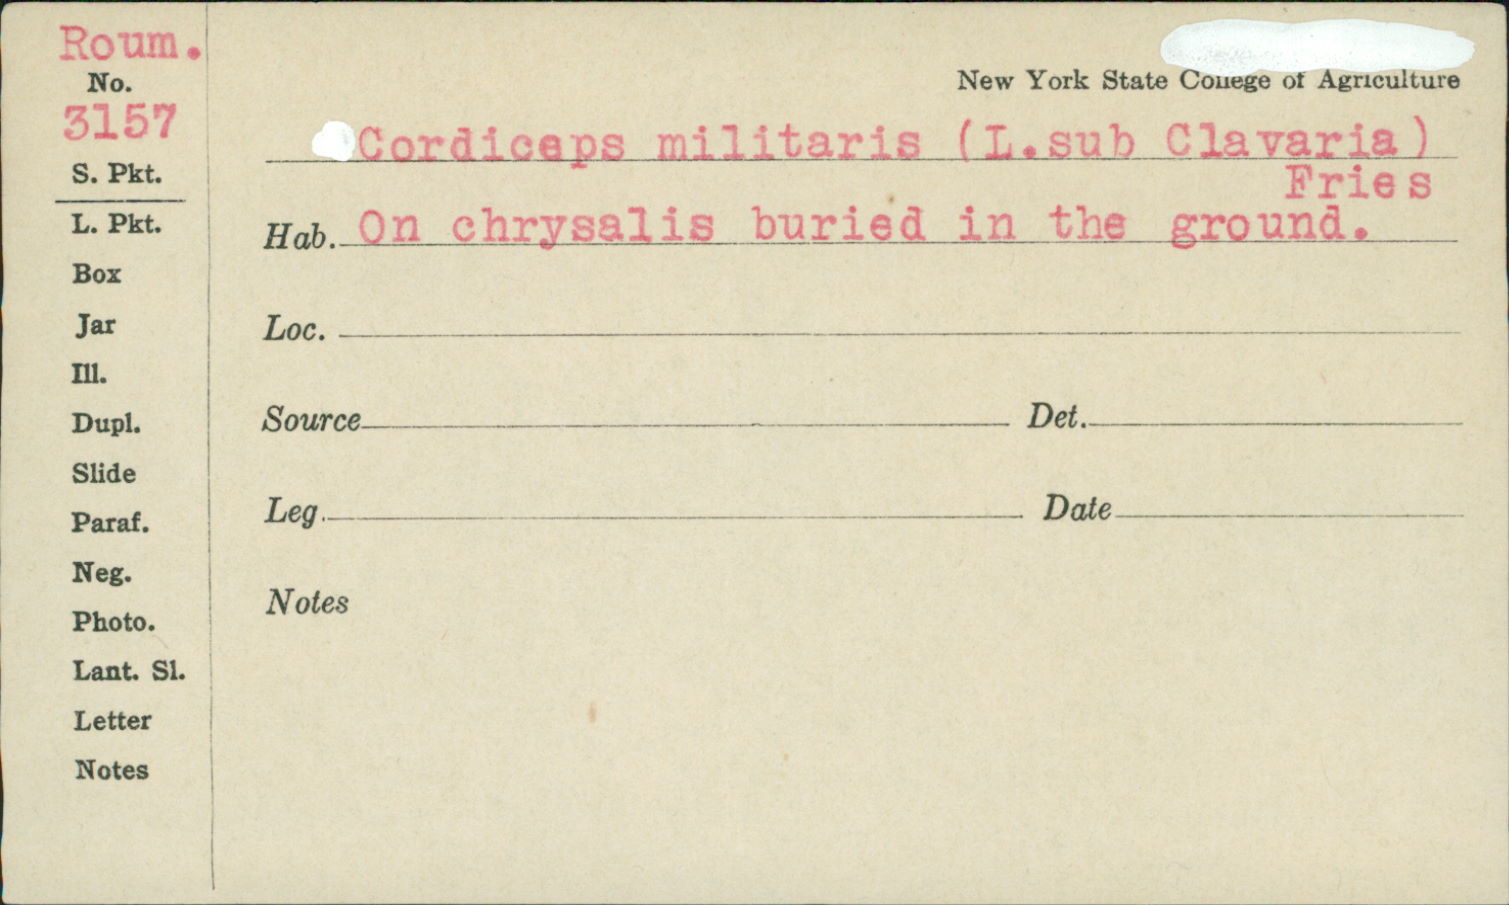 Roum.
No.
3157
S. Pkt.
L. Pkt.
Box
Jar
Ill.
Dupl.
Slide
Paraf.
Neg.
Photo.
Lant. Sl.
Letter
Notes
New York State College of Agriculture
Cordiceps militaris (L.sub Clavaria)
Fries
Hab. On chrysalis buried in the ground.
Loc.
Source Det.
Leg. Date
Notes